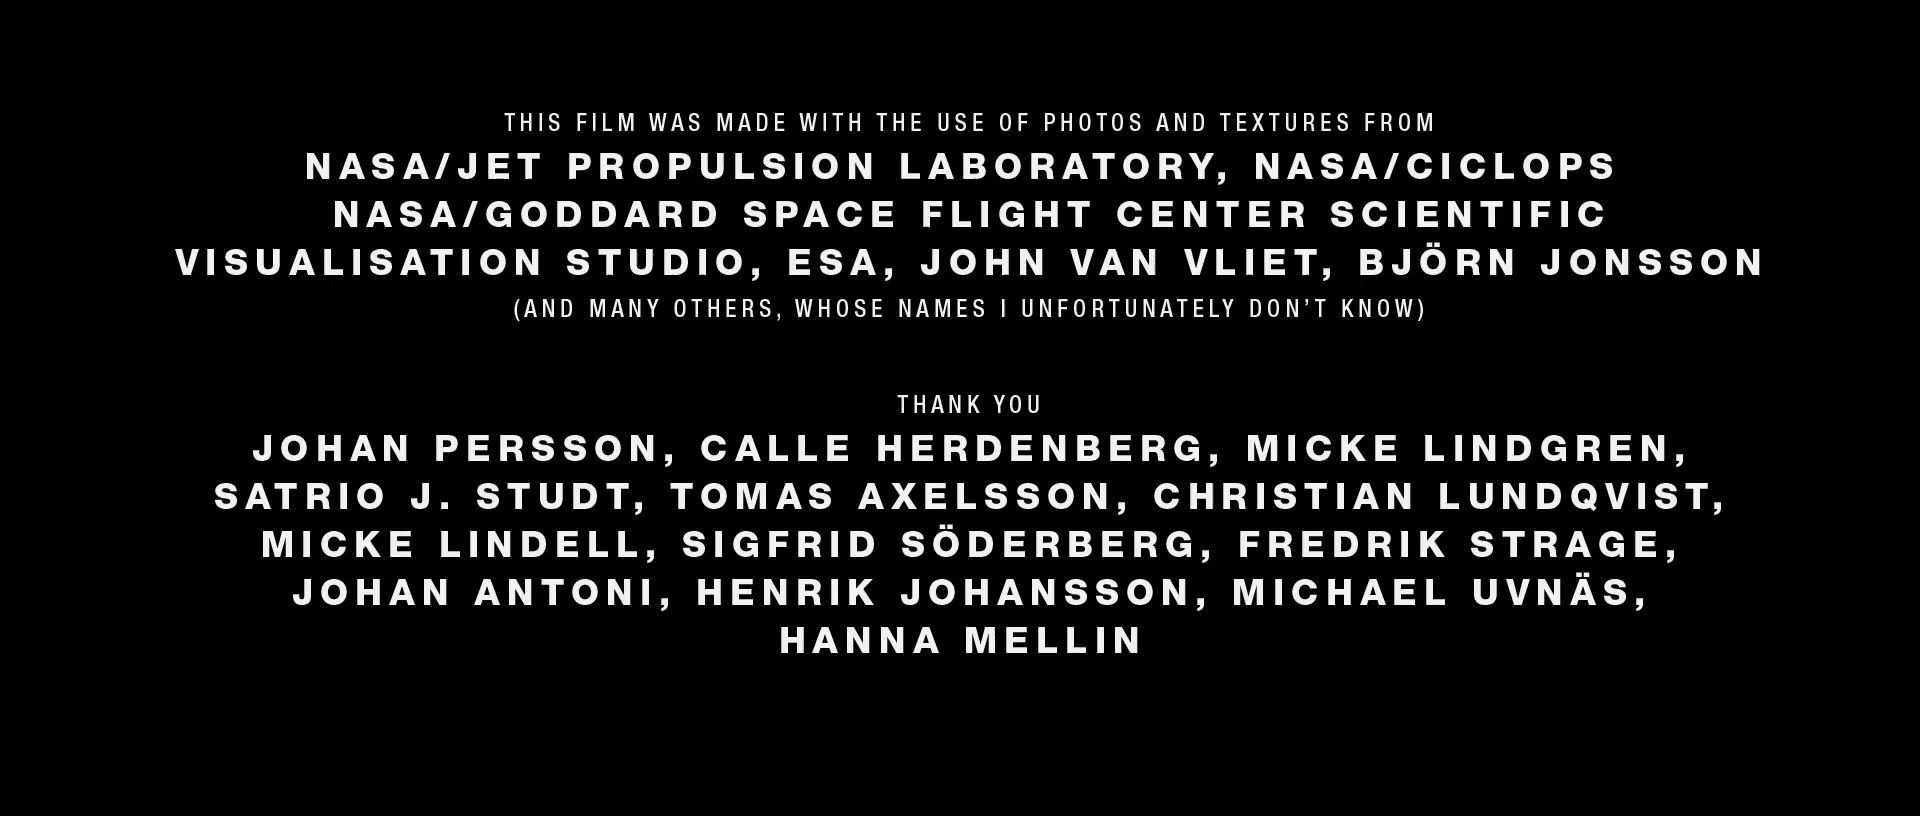 THIS FILM WAS MADE WITH THE USE OF PHOTOS AND TEXTURES FROM
NASA/JET PROPULSION LABORATORY, NASA/CICLOPS
NASA/GODDARD SPACE FLIGHT CENTER SCIENTIFIC
VISUALISATION STUDIO, ESA, JOHN VAN VLIET, BJÖRN JONSSON
(AND MANY OTHERS, WHOSE NAMES I UNFORTUNATELY DON’T KNOW)
THANK YOU
JOHAN PERSSON, CALLE HERDENBERG, MICKE LINDGREN,
SATRIO J. STUDT, TOMAS AXELSSON, CHRISTIAN LUNDQVIST,
MICKE LINDELL, SIGFRID SÖDERBERG, FREDRIK STRAGE,
JOHAN ANTONI, HENRIK JOHANSSON, MICHAEL UVNÄS,
HANNA MELLIN